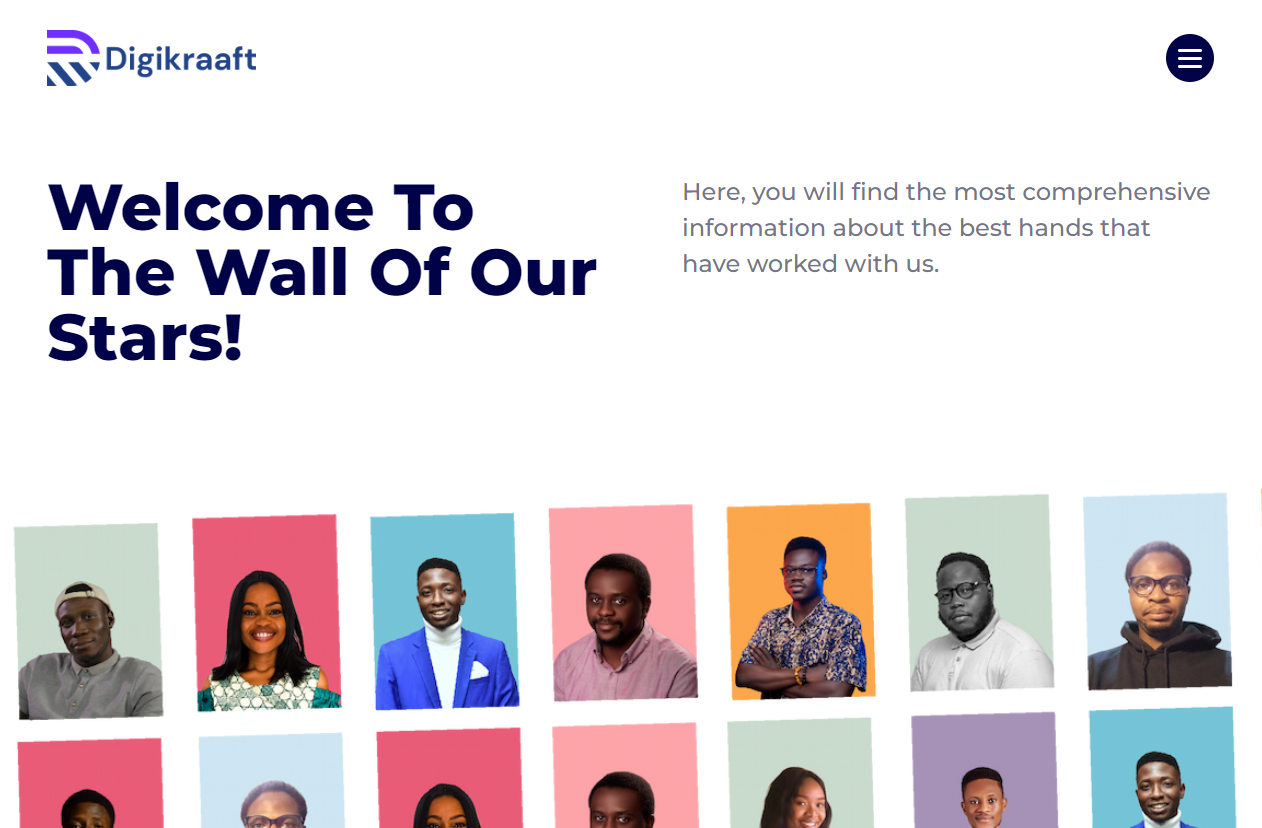 Digikraaft
Welcome To
The Wall Of Our
Stars!
Here, you will find the most comprehensive
information about the best hands that
have worked with us.